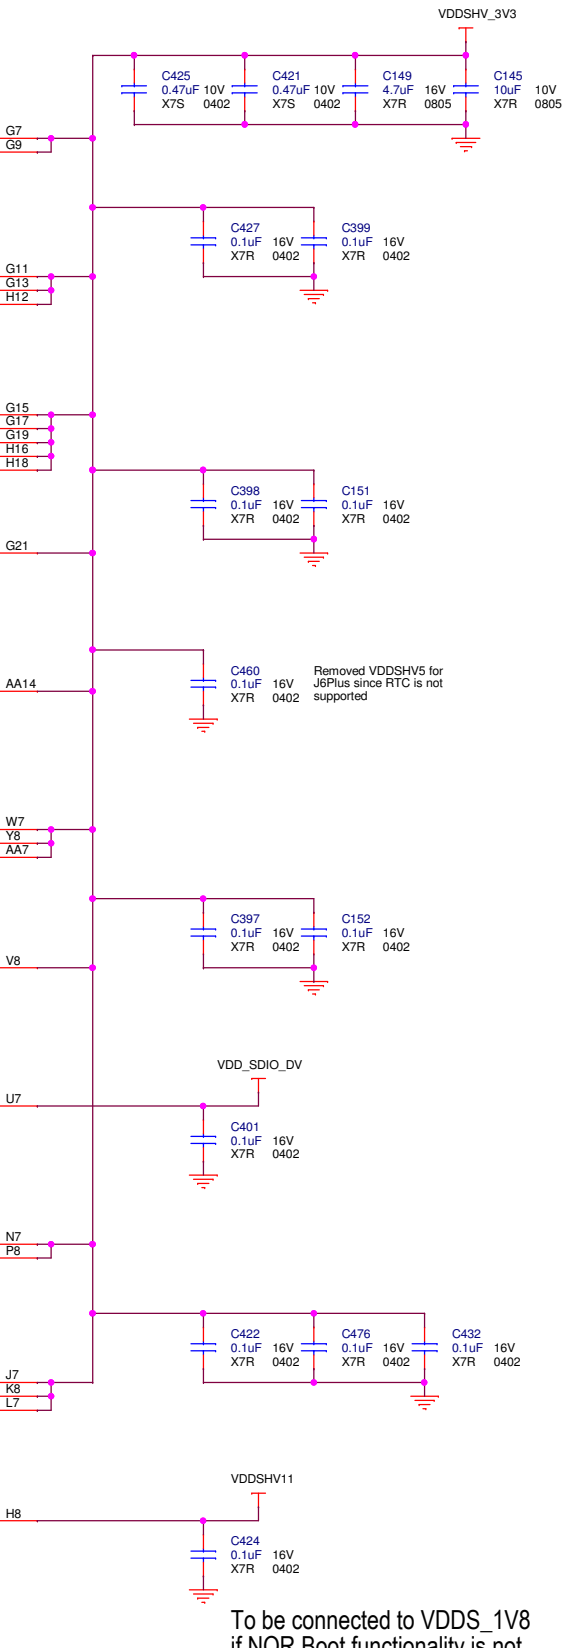 VDDSHV_3V3
C425 C421 C149 C145
0.47uF 10V 0.47uF 10V 4.7uF 16V 10uF 10V
X7S 0402 X7S 0402 X7R 0805 X7R 0805
G7
G9
C427 C399
0.1uF 16V 0.1uF 16V
X7R 0402 X7R 0402
G11
G13
H12
G15
G17
G19
H16
H18
C398 C151
0.1uF 16V 0.1uF 16V
X7R 0402 X7R 0402
G21
C460 Removed VDDSHV5 for
0.1uF 16V J6Plus since RTC is not
X7R 0402 supported
AA14
W7
Y8
AA7
C397 C152
0.1uF 16V 0.1uF 16V
X7R 0402 X7R 0402
V8
VDD_SDIO_DV
U7
C401
0.1uF 16V
X7R 0402
N7
P8
C422 C476 C432
0.1uF 16V 0.1uF 16V 0.1uF 16V
X7R 0402 X7R 0402 X7R 0402
J7
K8
L7
VDDSHV11
H8
C424
0.1uF 16V
X7R 0402
To be connected to VDDS_1V8
if NOR Boot functionality is not